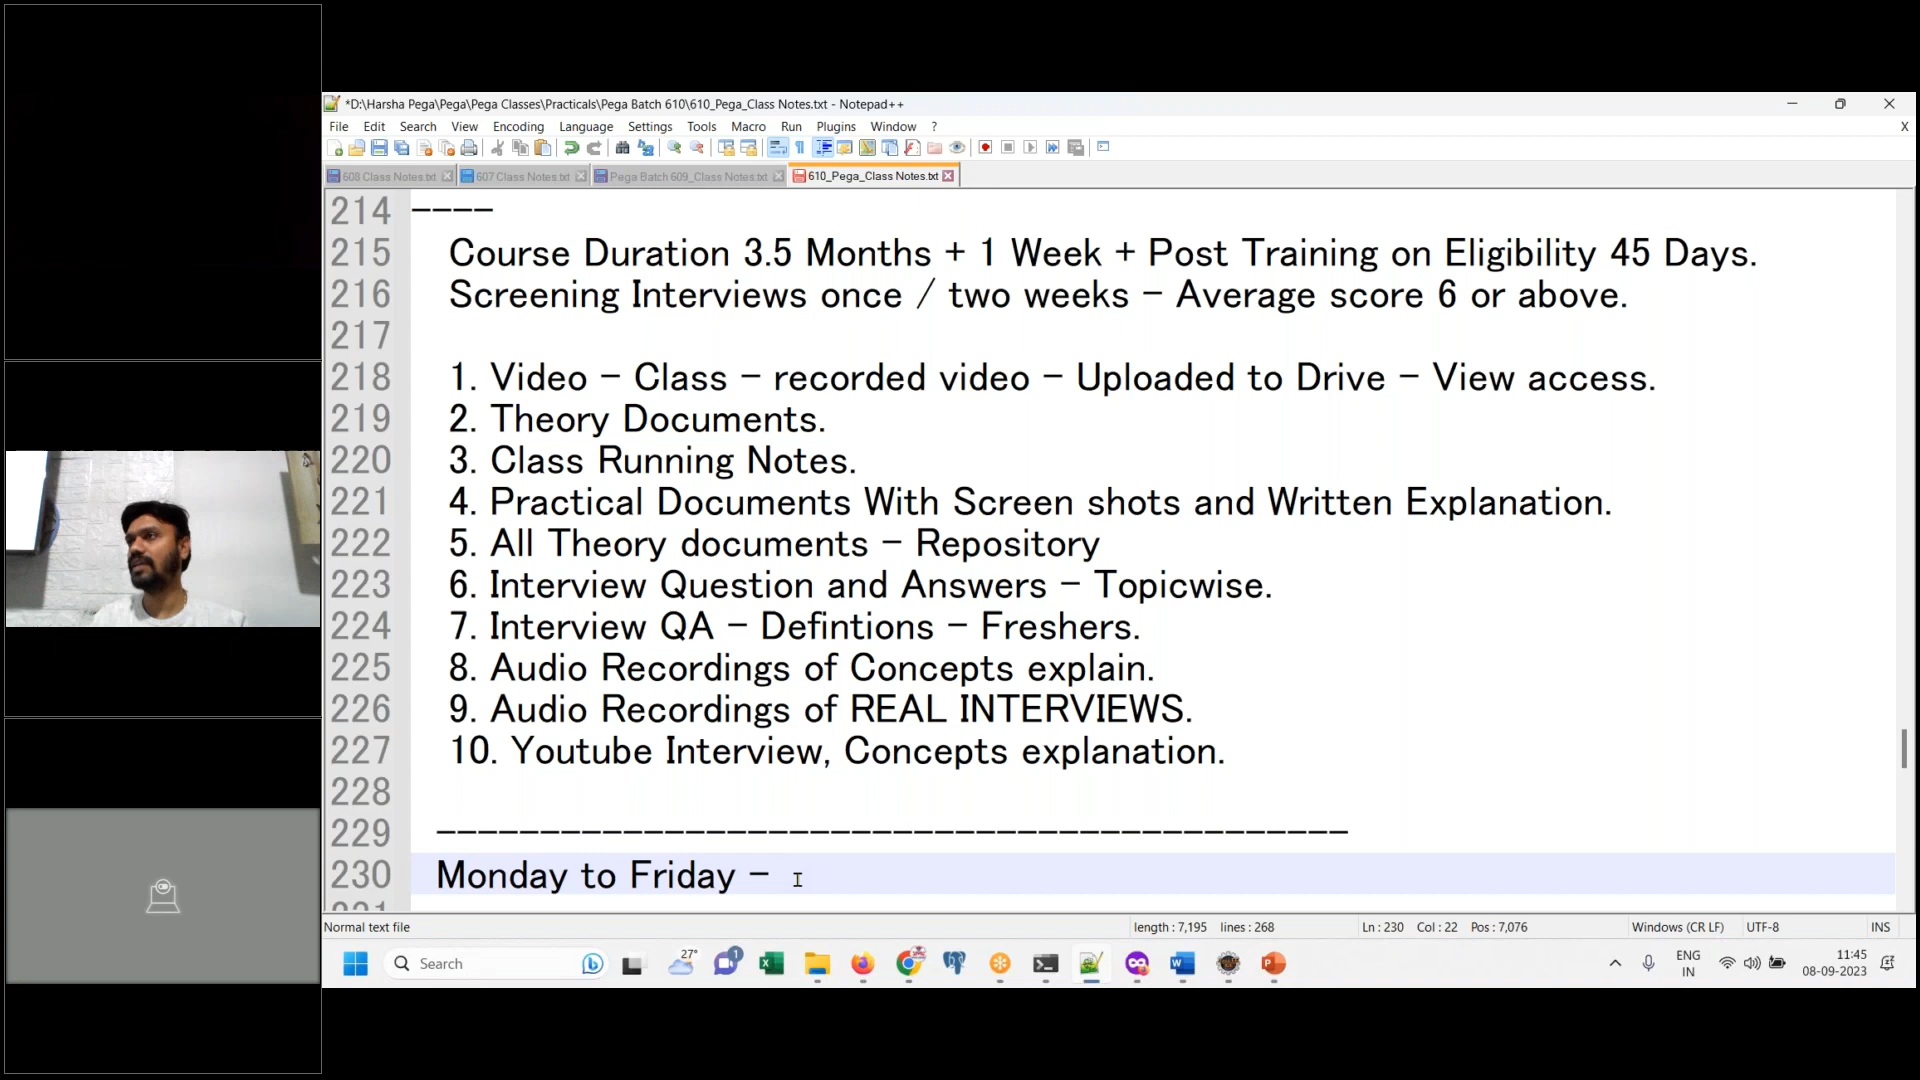 *D:\Harsha Pega\Pega\Pega Classes\Practicals\Pega Batch 610\610_Pega_Class Notes.txt - Notepad++
File Edit Search View Encoding Language Settings Tools Macro Run Plugins Window ? X
608 Class Notes.txt 607 Class Notes.txt Pega Batch 609_Class Notes.txt 610_Pega_Class Notes.txt
214 ----
215 Course Duration 3.5 Months + 1 Week + Post Training on Eligibility 45 Days.
216 Screening Interviews once / two weeks - Average score 6 or above.
217
218 1. Video - Class - recorded video - Uploaded to Drive - View access.
219 2. Theory Documents.
220 3. Class Running Notes.
221 4. Practical Documents With Screen shots and Written Explanation.
222 5. All Theory documents - Repository
223 6. Interview Question and Answers - Topicwise.
224 7. Interview QA - Defintions - Freshers.
225 8. Audio Recordings of Concepts explain.
226 9. Audio Recordings of REAL INTERVIEWS.
227 10. Youtube Interview, Concepts explanation.
228
229 --------------------------------------------
230 Monday to Friday -
Normal text file length : 7,195 lines : 268 Ln : 230 Col : 22 Pos : 7,076 Windows (CR LF) UTF-8 INS
Search 27° 1 ENG IN 11:45 08-09-2023